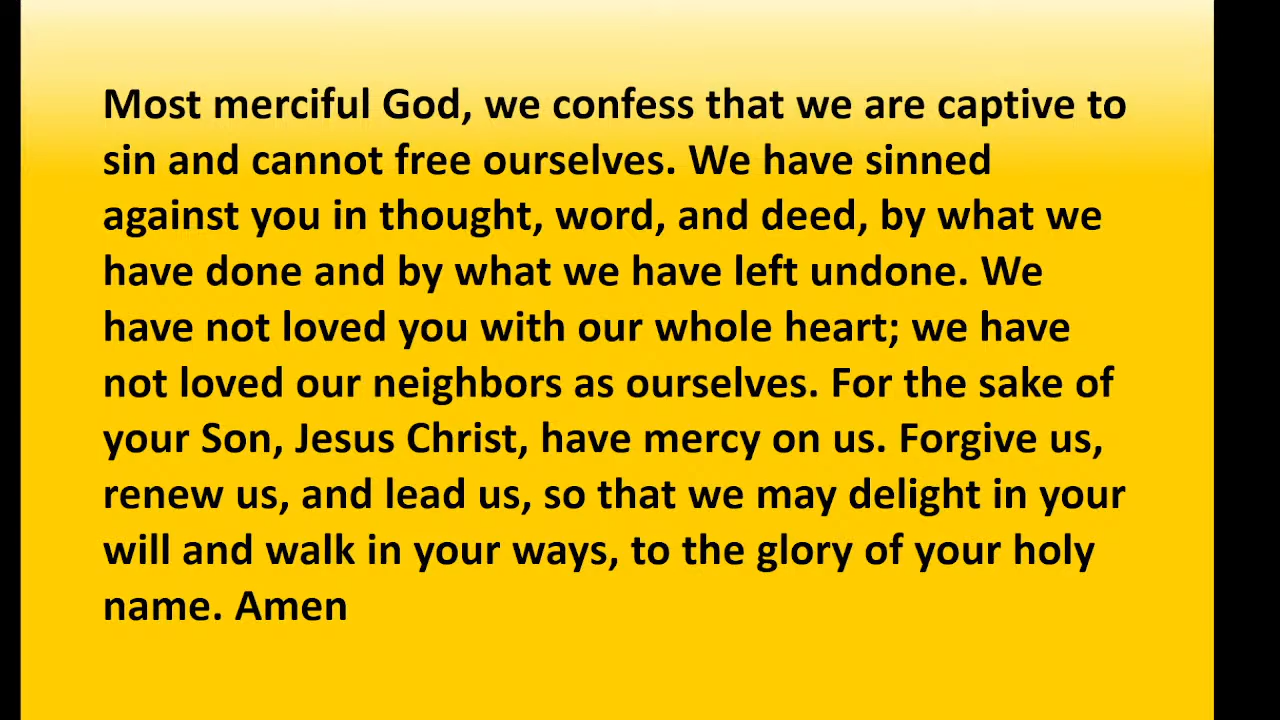 Most merciful God, we confess that we are captive to
sin and cannot free ourselves. We have sinned
against you in thought, word, and deed, by what we
have done and by what we have left undone. We
have not loved you with our whole heart; we have
not loved our neighbors as ourselves. For the sake of
your Son, Jesus Christ, have mercy on us. Forgive us,
renew us, and lead us, so that we may delight in your
will and walk in your ways, to the glory of your holy
name. Amen